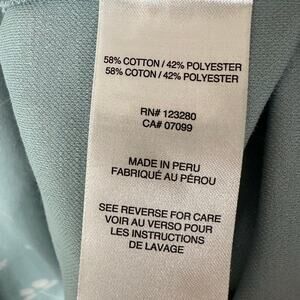 58% COTTON / 42% POLYESTER
58% COTON / 42% POLYESTER
RN# 123280
CA# 07099
MADE IN PERU
FABRIQUÉ AU PÉROU
SEE REVERSE FOR CARE
VOIR AU VERSO POUR
LES INSTRUCTIONS
DE LAVAGE